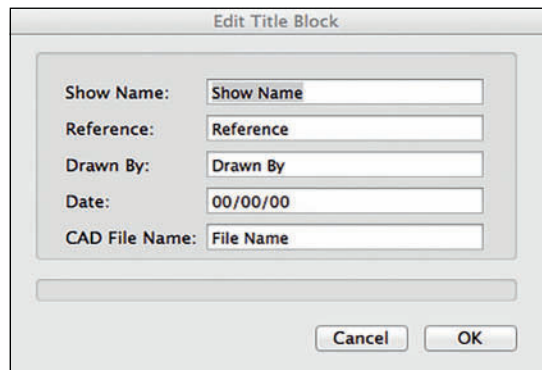 Edit Title Block
Show Name: Show Name
Reference: Reference
Drawn By: Drawn By
Date: 00/00/00
CAD File Name: File Name
Cancel OK